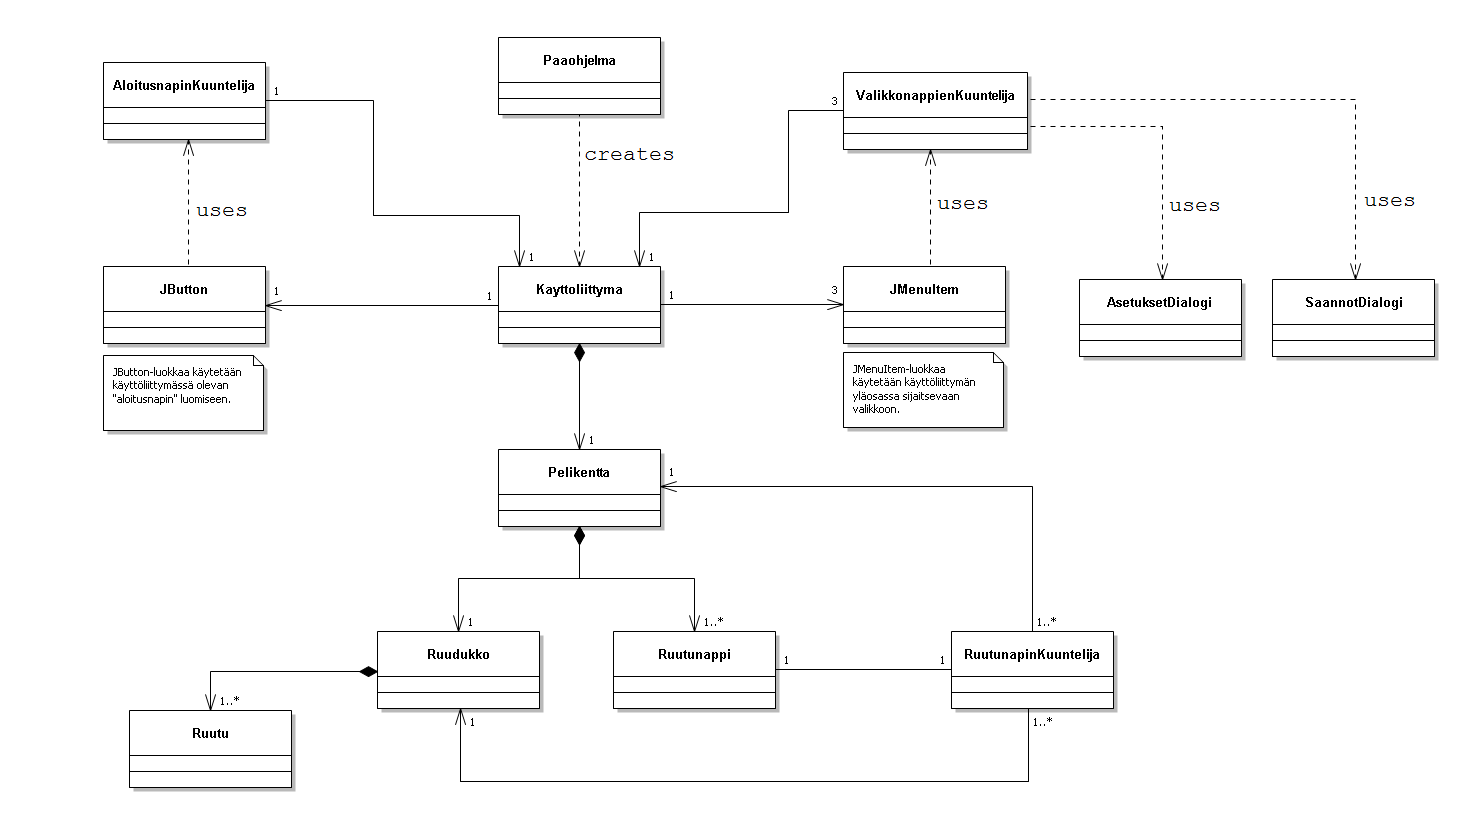 Paaohjelma
AloitusnapinKuuntelija
ValikkonappienKuuntelija
1
3
creates
uses
uses
uses
uses
1
1
JButton
Kayttoliittyma
JMenuItem
AsetuksetDialogi
SaannotDialogi
1
1
1
3
JButton-luokkaa käytetään
käyttöliittymässä olevan
"aloitusnapin" luomiseen.
JMenuItem-luokkaa
käytetään käyttöliittymän
yläosassa sijaitsevaan
valikkoon.
1
Pelikentta
1
1
1..*
1..*
Ruudukko
Ruutunappi
RuutunapinKuuntelija
1
1
1..*
1
1..*
Ruutu